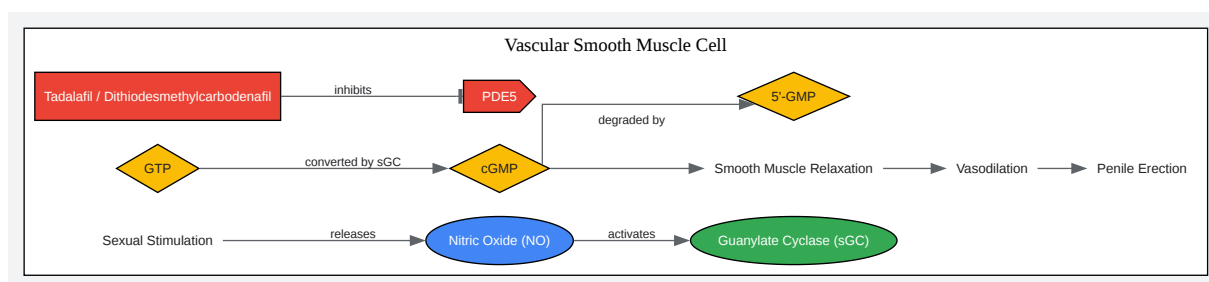 Vascular Smooth Muscle Cell
Tadalafil / Dithiodesmethylcarbodenafil
inhibits
PDE5
5'-GMP
degraded by
GTP
converted by sGC
cGMP
Smooth Muscle Relaxation
Vasodilation
Penile Erection
Sexual Stimulation
releases
Nitric Oxide (NO)
activates
Guanylate Cyclase (sGC)